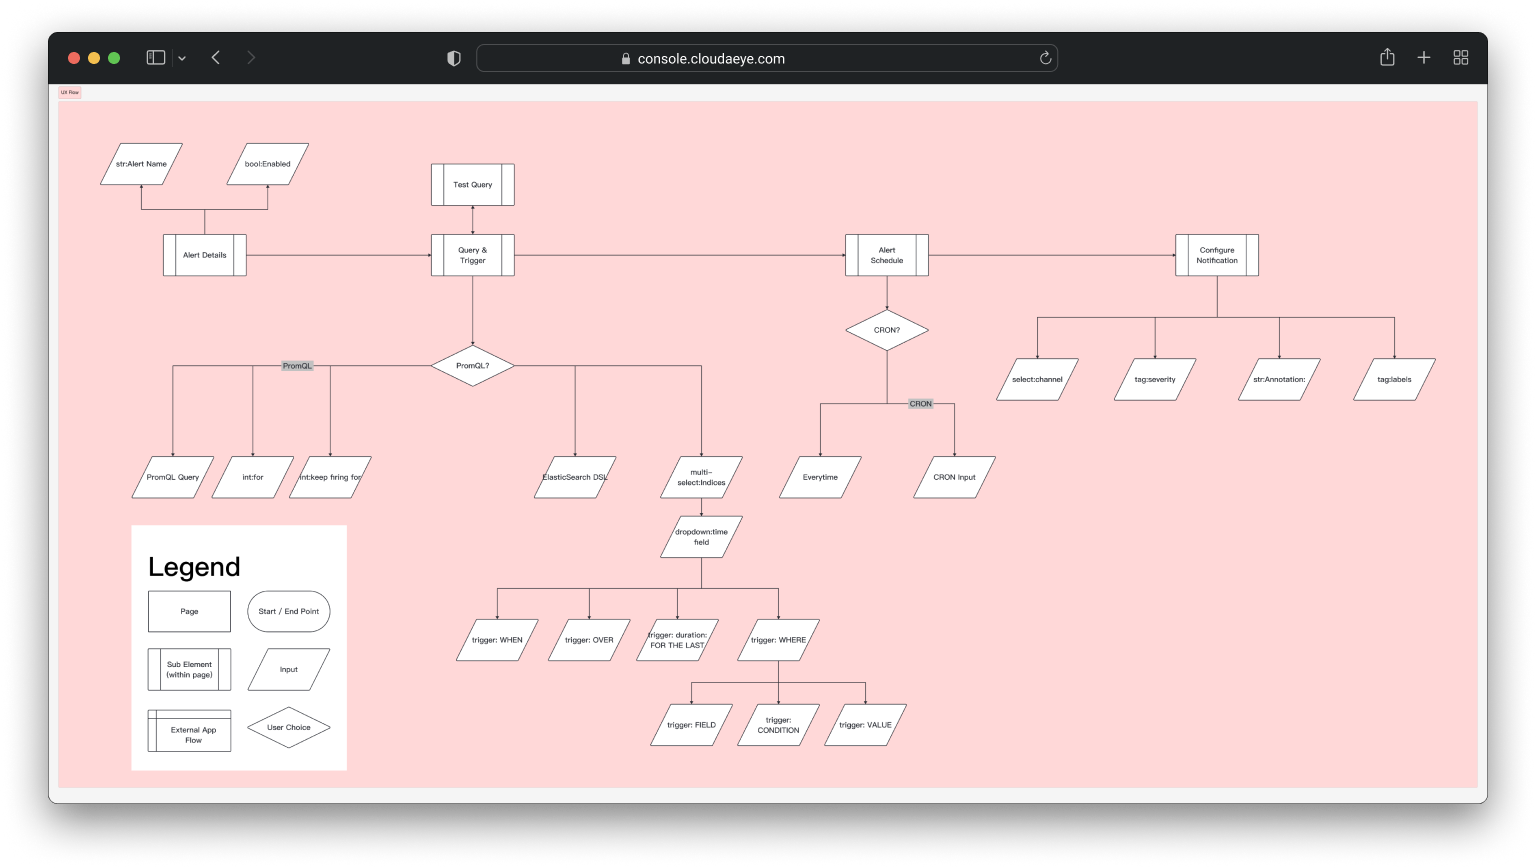 console.cloudaeye.com
UX Flow
str:Alert Name
bool:Enabled
Test Query
Alert Details
Query &
Trigger
Alert
Schedule
Configure
Notification
CRON?
PromQL
PromQL?
select:channel
tag:severity
str:Annotation:
tag:labels
CRON
PromQL Query
int:for
int:keep firing for
ElasticSearch DSL
multi-
select:Indices
Everytime
CRON Input
dropdown:time
field
trigger: WHEN
trigger: OVER
trigger: duration:
FOR THE LAST
trigger: WHERE
trigger: FIELD
trigger:
CONDITION
trigger: VALUE
Legend
Page
Start / End Point
Sub Element
(within page)
Input
External App
Flow
User Choice